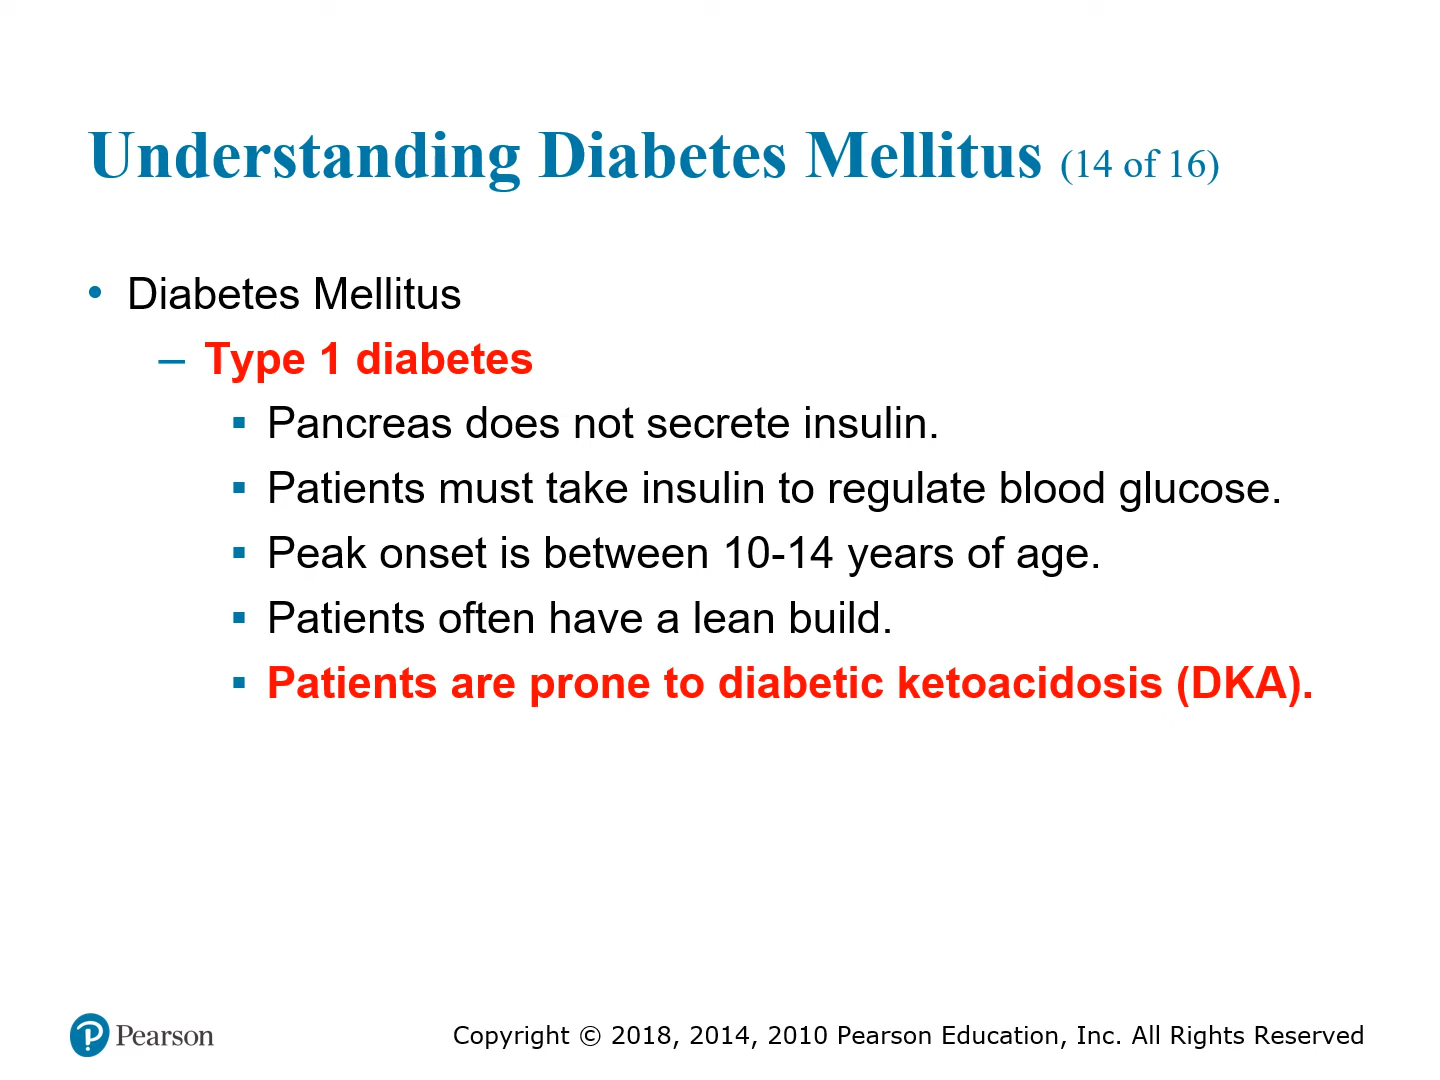 Understanding Diabetes Mellitus (14 of 16)
• Diabetes Mellitus
– Type 1 diabetes
▪ Pancreas does not secrete insulin.
▪ Patients must take insulin to regulate blood glucose.
▪ Peak onset is between 10-14 years of age.
▪ Patients often have a lean build.
▪ Patients are prone to diabetic ketoacidosis (DKA).
Pearson
Copyright © 2018, 2014, 2010 Pearson Education, Inc. All Rights Reserved